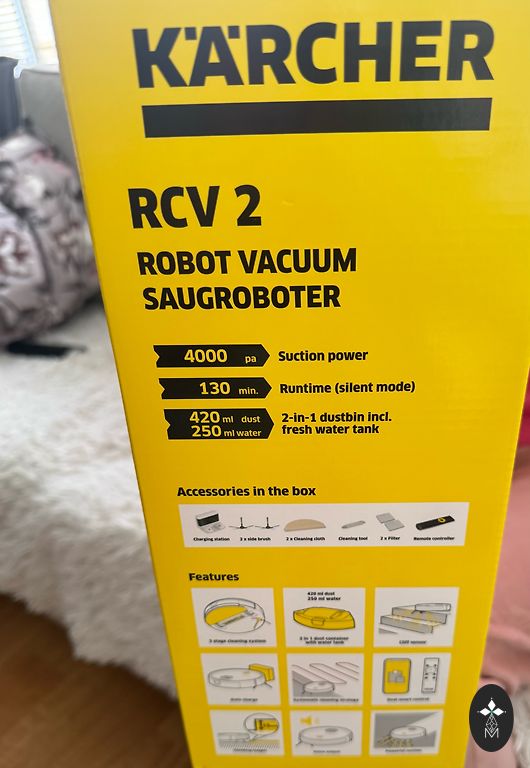 KÄRCHER
RCV 2
ROBOT VACUUM
SAUGROBOTER
4000 pa Suction power
130 min. Runtime (silent mode)
420 ml dust 2-in-1 dustbin incl.
250 ml water fresh water tank
Accessories in the box
Charging station 2 x side brush 2 x Cleaning cloth Cleaning tool 2 x Filter Remote controller
Features
420 ml dust
250 ml water
3 stage cleaning system 2 in 1 dust container Cliff sensor
with water tank
Auto charge Systematic cleaning strategy Dual smart control
Voice output Powerful suction